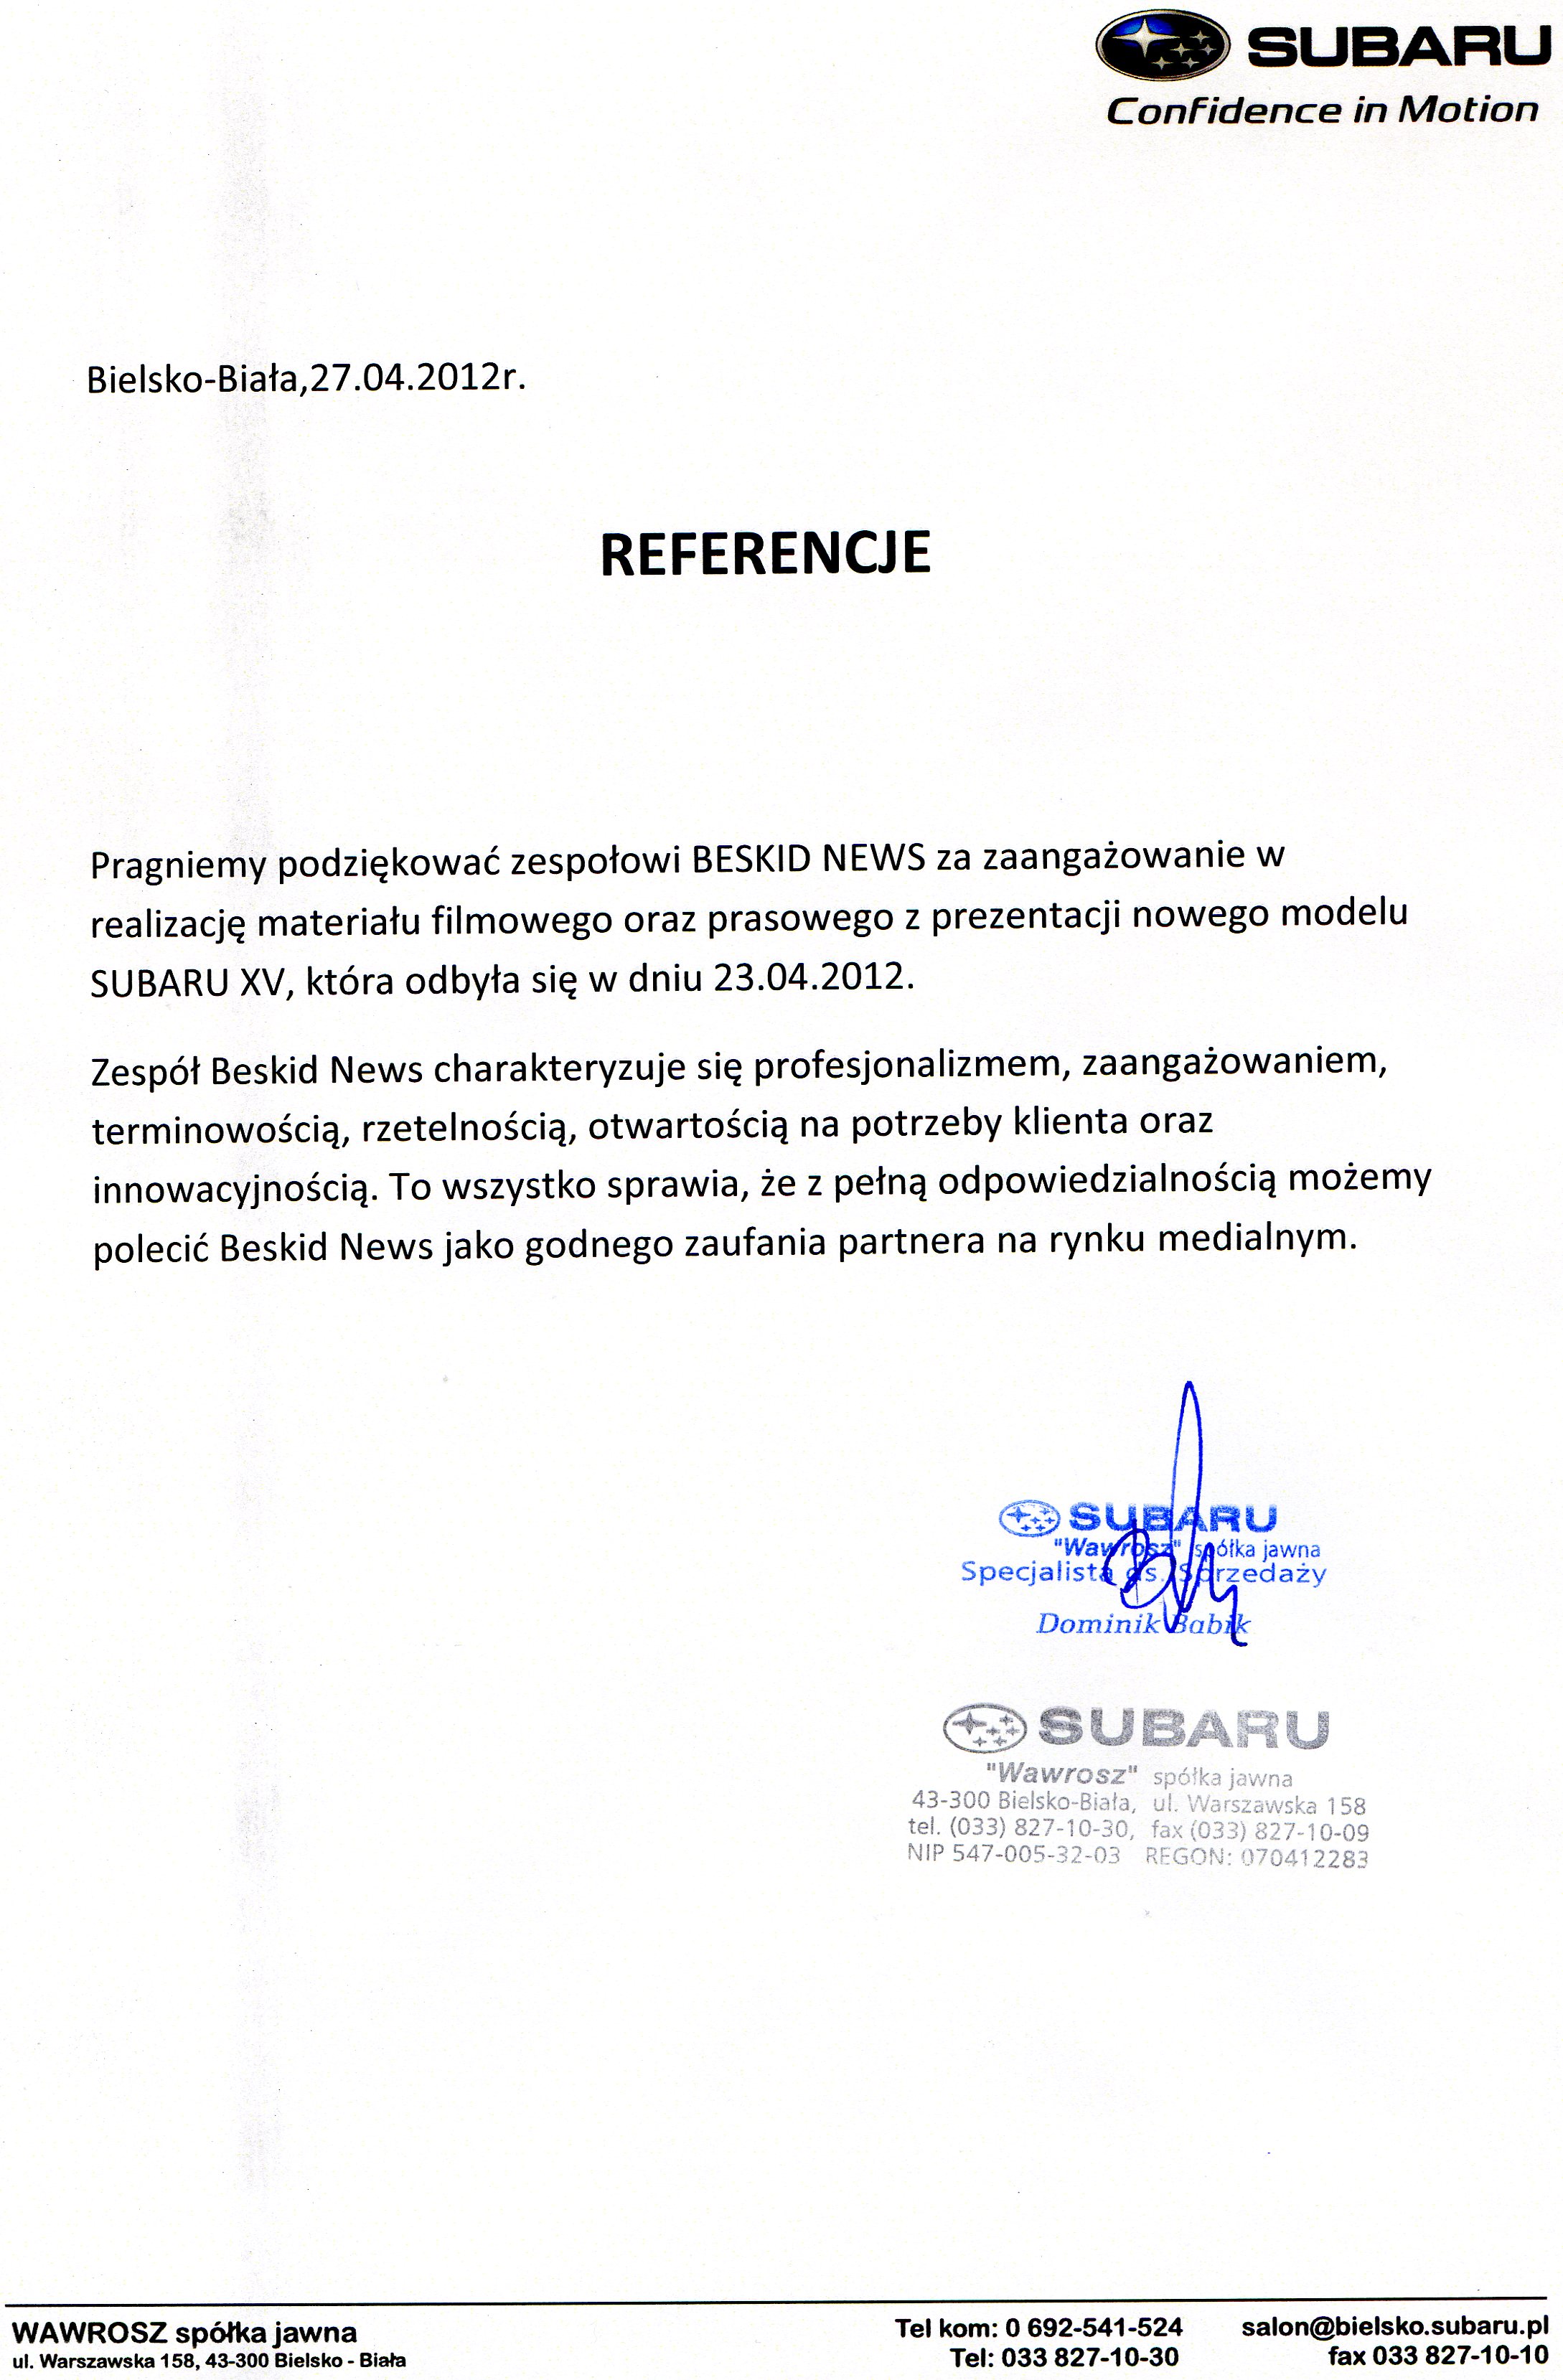 SUBARU
Confidence in Motion
Bielsko-Biała,27.04.2012r.
REFERENCJE
Pragniemy podziękować zespołowi BESKID NEWS za zaangażowanie w
realizację materiału filmowego oraz prasowego z prezentacji nowego modelu
SUBARU XV, która odbyła się w dniu 23.04.2012.
Zespół Beskid News charakteryzuje się profesjonalizmem, zaangażowaniem,
terminowością, rzetelnością, otwartością na potrzeby klienta oraz
innowacyjnością. To wszystko sprawia, że z pełną odpowiedzialnością możemy
polecić Beskid News jako godnego zaufania partnera na rynku medialnym.
SUBARU
"Wawrosz" spółka jawna
Specjalista ds. Sprzedaży
Dominik Babik
SUBARU
"Wawrosz" spółka jawna
43-300 Bielsko-Biała, ul. Warszawska 158
tel. (033) 827-10-30, fax (033) 827-10-09
NIP 547-005-32-03 REGON: 070412283
WAWROSZ spółka jawna
ul. Warszawska 158, 43-300 Bielsko - Biała
Tel kom: 0 692-541-524
Tel: 033 827-10-30
salon@bielsko.subaru.pl
fax 033 827-10-10